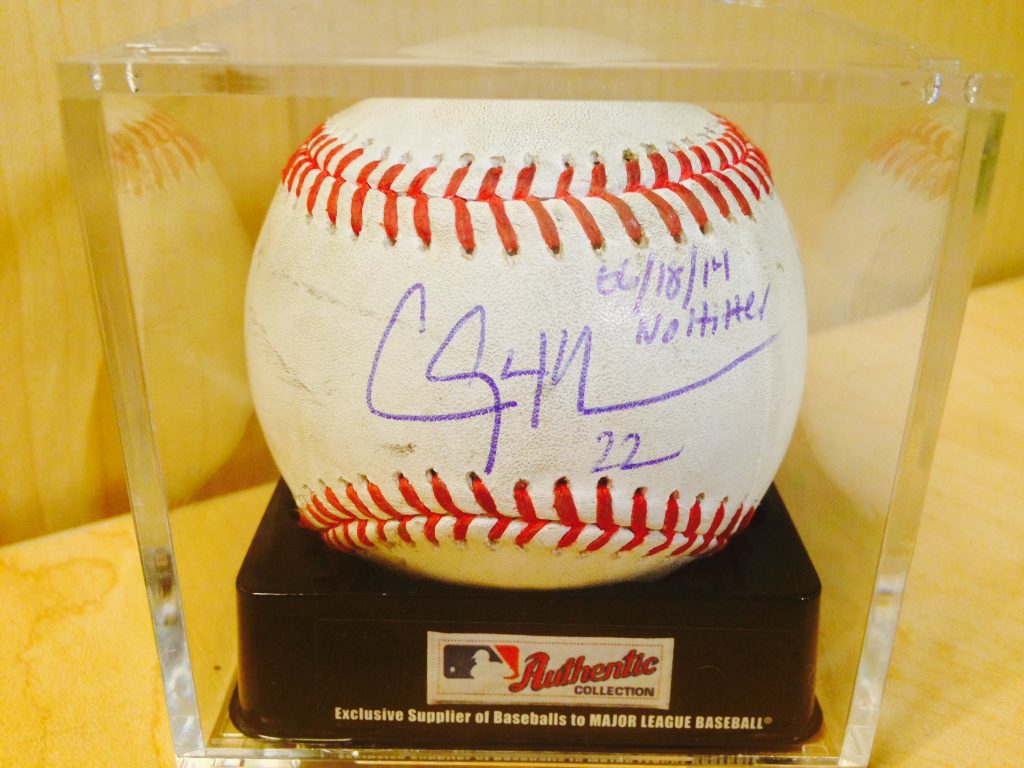 06/18/14
No Hitter
22
Authentic
COLLECTION
Exclusive Supplier of Baseballs to MAJOR LEAGUE BASEBALL®